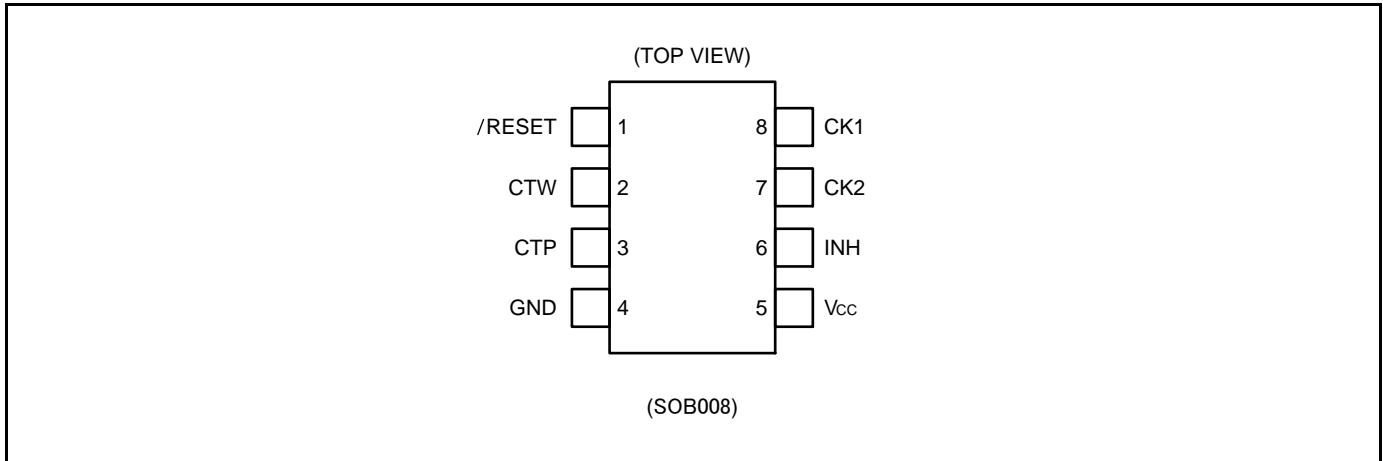 (TOP VIEW)
/RESET 1 8 CK1
CTW 2 7 CK2
CTP 3 6 INH
GND 4 5 Vcc
(SOB008)